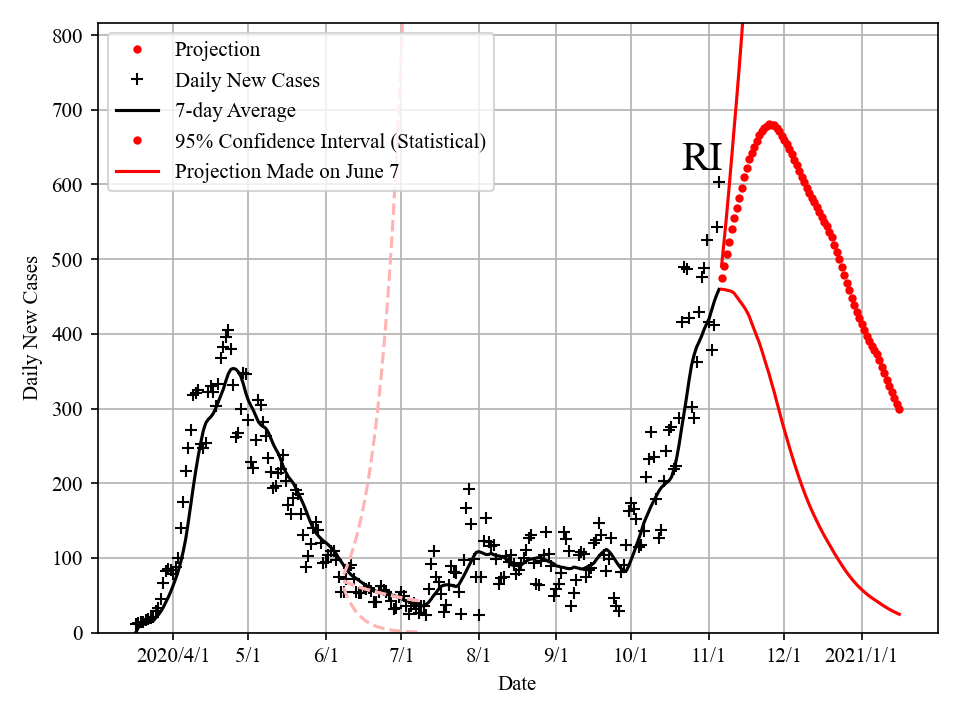 800
700
600
500
400
300
200
100
0
Daily New Cases
Projection
Daily New Cases
7-day Average
95% Confidence Interval (Statistical)
Projection Made on June 7
RI
2020/4/1 5/1 6/1 7/1 8/1 9/1 10/1 11/1 12/1 2021/1/1
Date